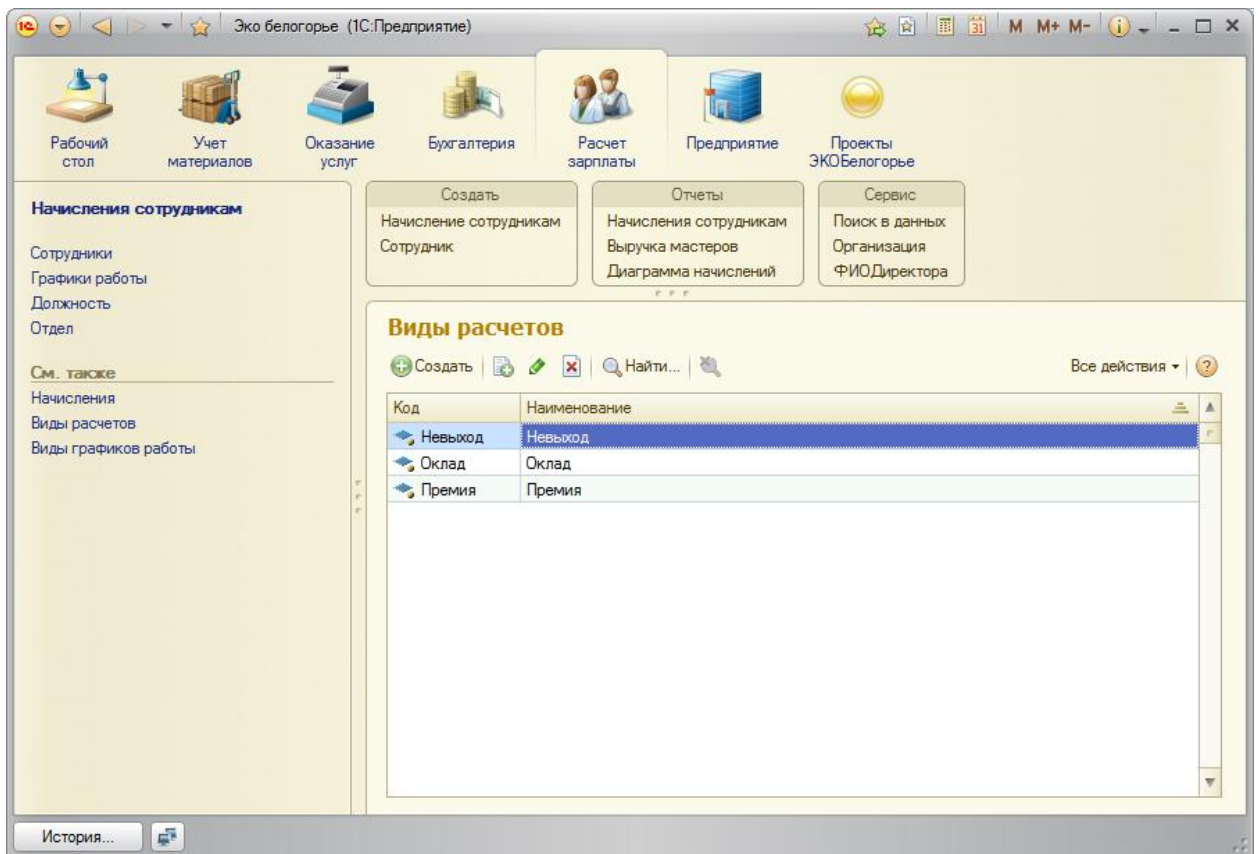 Эко белогорье (1С:Предприятие)
31 M M+ M-
Рабочий стол
Учет материалов
Оказание услуг
Бухгалтерия
Расчет зарплаты
Предприятие
Проекты ЭКОБелогорье
Начисления сотрудникам
Сотрудники
Графики работы
Должность
Отдел
См. также
Начисления
Виды расчетов
Виды графиков работы
Создать
Начисление сотрудникам
Сотрудник
Отчеты
Начисления сотрудникам
Выручка мастеров
Диаграмма начислений
Сервис
Поиск в данных
Организация
ФИОДиректора
Виды расчетов
Создать Найти... Все действия ?
Код Наименование
Невыход Невыход
Оклад Оклад
Премия Премия
История...